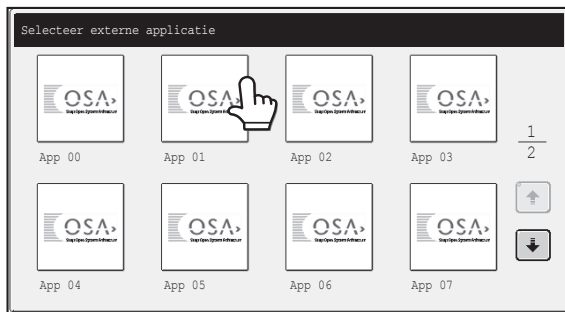 Selecteer externe applicatie
OSA OSA OSA OSA
App 00 App 01 App 02 App 03
1
2
OSA OSA OSA OSA
App 04 App 05 App 06 App 07